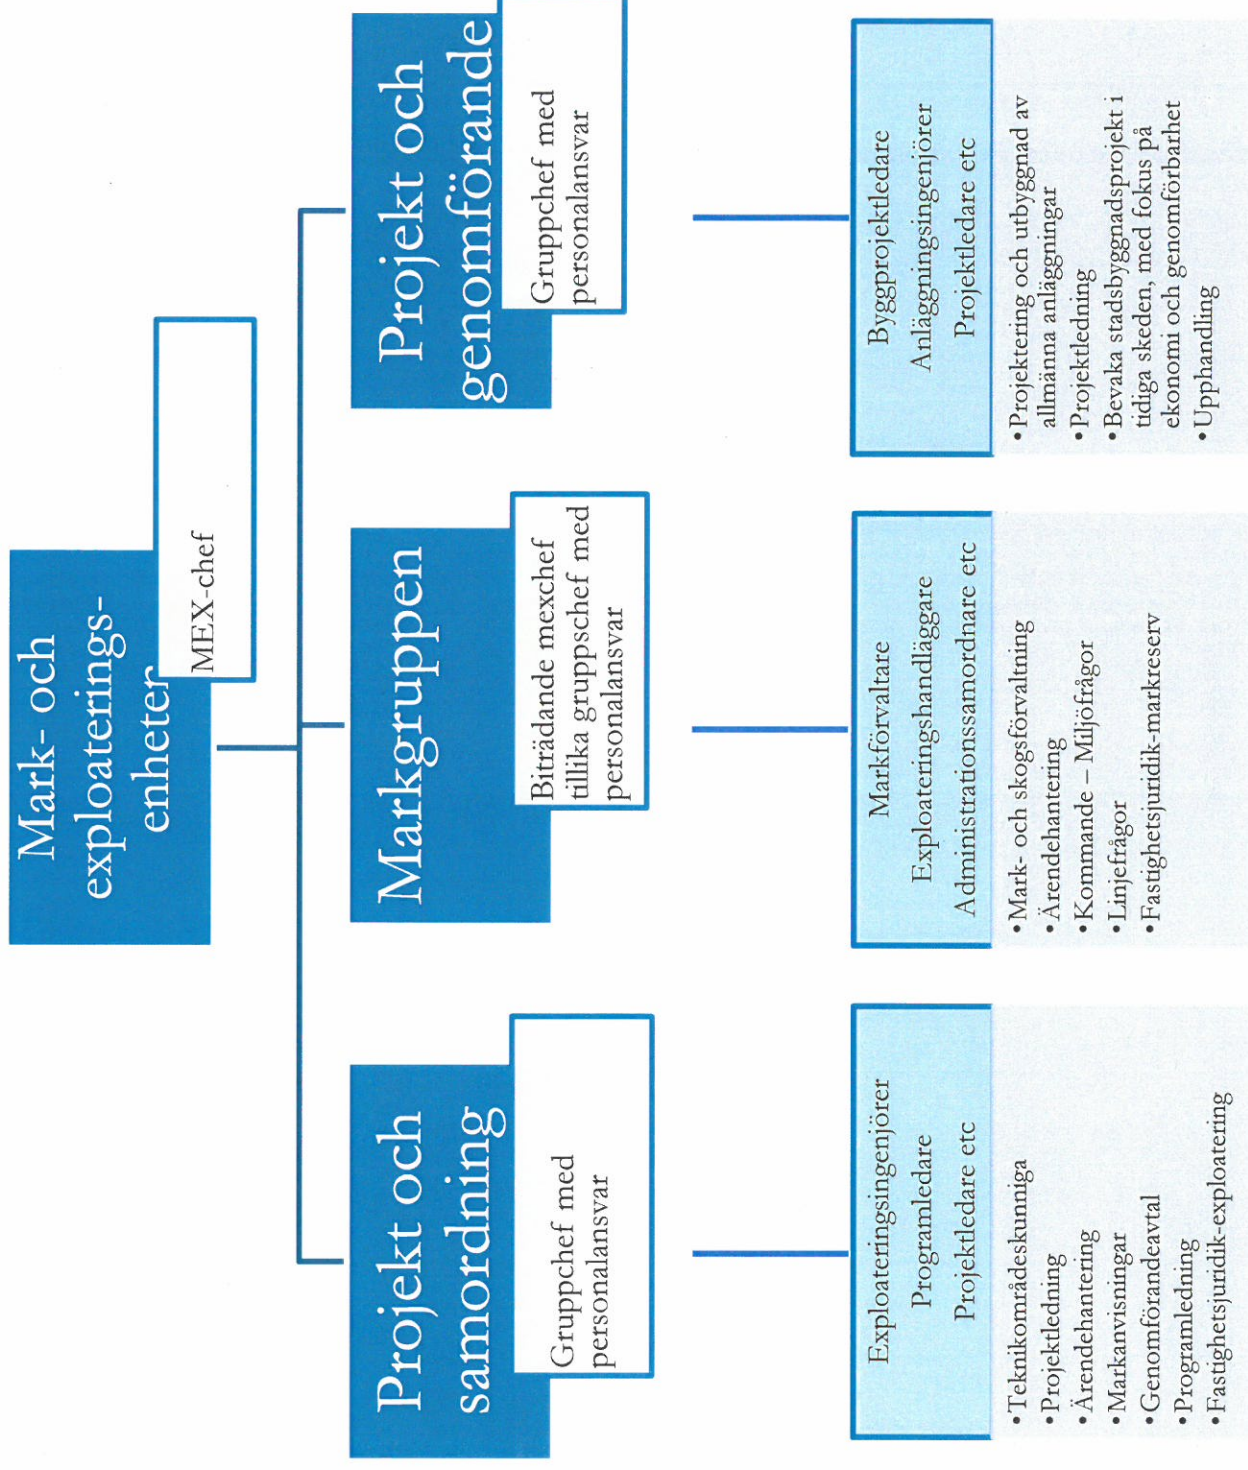 Mark- och
exploaterings-
enheter
MEX-chef
Projekt och
samordning
Gruppchef med
personalansvar
Exploateringsingenjörer
Programledare
Projektledare etc
•Teknikområdeskunniga
•Projektledning
•Ärendehantering
•Markanvisningar
•Genomförandeavtal
•Programledning
•Fastighetsjuridik-exploatering
Markgruppen
Biträdande mexchef
tillika gruppschef med
personalansvar
Markförvaltare
Exploateringshandläggare
Administrationssamordnare etc
•Mark- och skogsförvaltning
•Ärendehantering
•Kommande – Miljöfrågor
•Linjefrågor
•Fastighetsjuridik-markreserv
Projekt och
genomförande
Gruppchef med
personalansvar
Byggprojektledare
Anläggningsingenjörer
Projektledare etc
•Projektering och utbyggnad av
allmänna anläggningar
•Projektledning
•Bevaka stadsbyggnadsprojekt i
tidiga skeden, med fokus på
ekonomi och genomförbarhet
•Upphandling